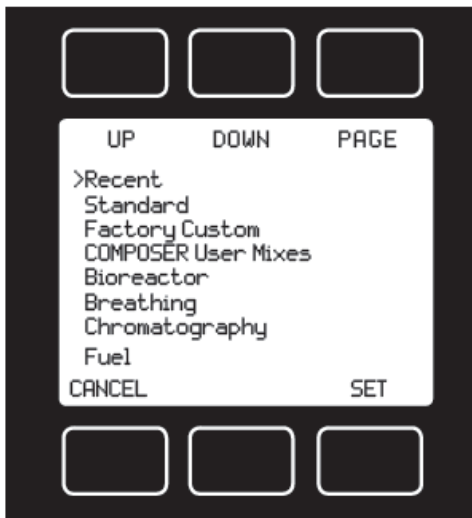 UP DOWN PAGE
>Recent
Standard
Factory Custom
COMPOSER User Mixes
Bioreactor
Breathing
Chromatography
Fuel
CANCEL SET